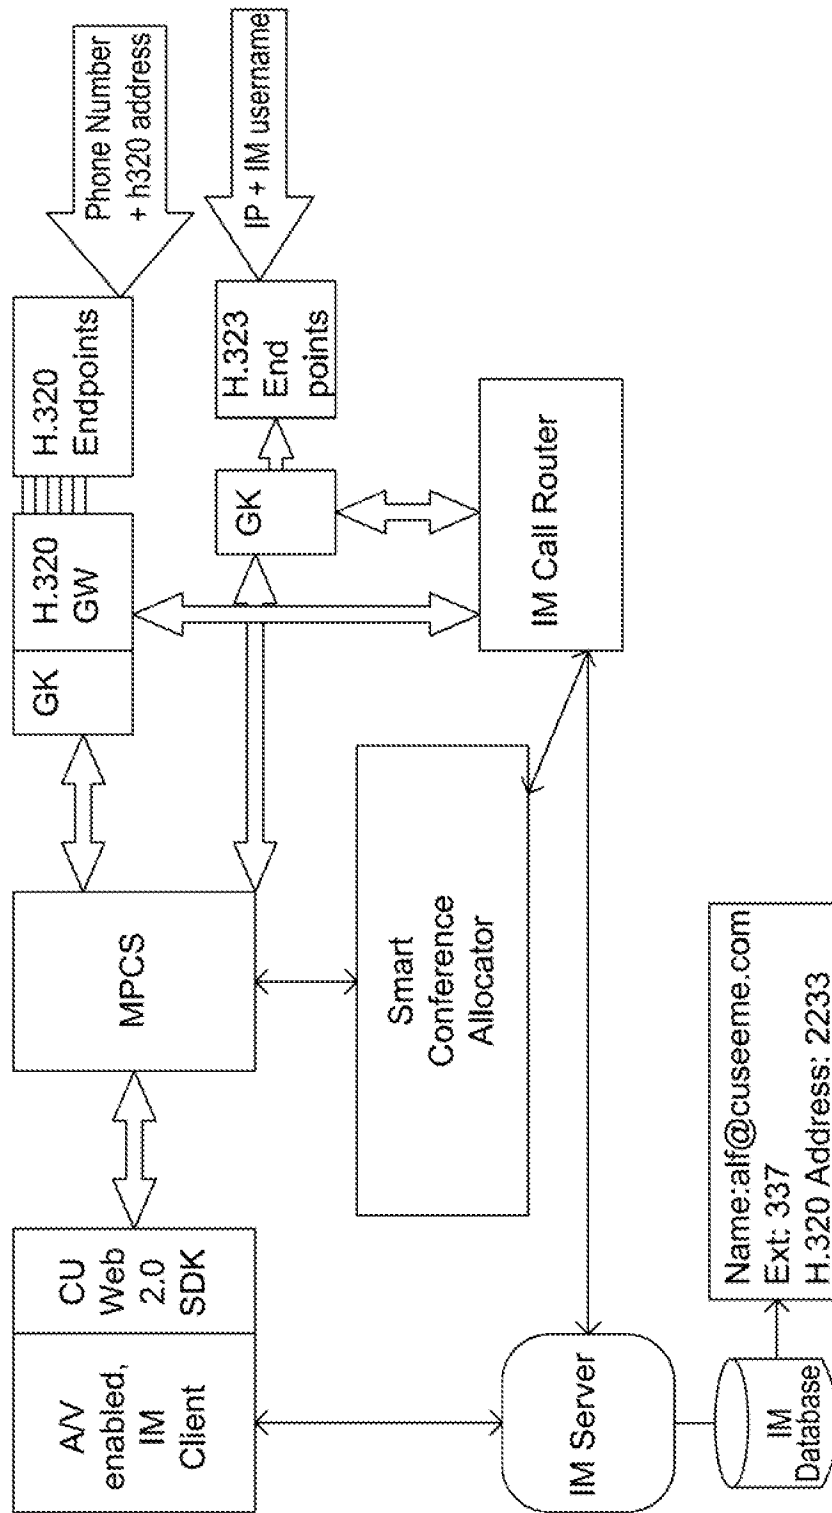 A/V
enabled,
IM
Client
CU
Web
2.0
SDK
MPCS
GK
H.320
GW
H.320
Endpoints
Phone Number
+ h320 address
GK
H.323
End
points
IP + IM username
Smart
Conference
Allocator
IM Call Router
IM Server
IM
Database
Name:alf@cuseeme.com
Ext: 337
H.320 Address: 2233